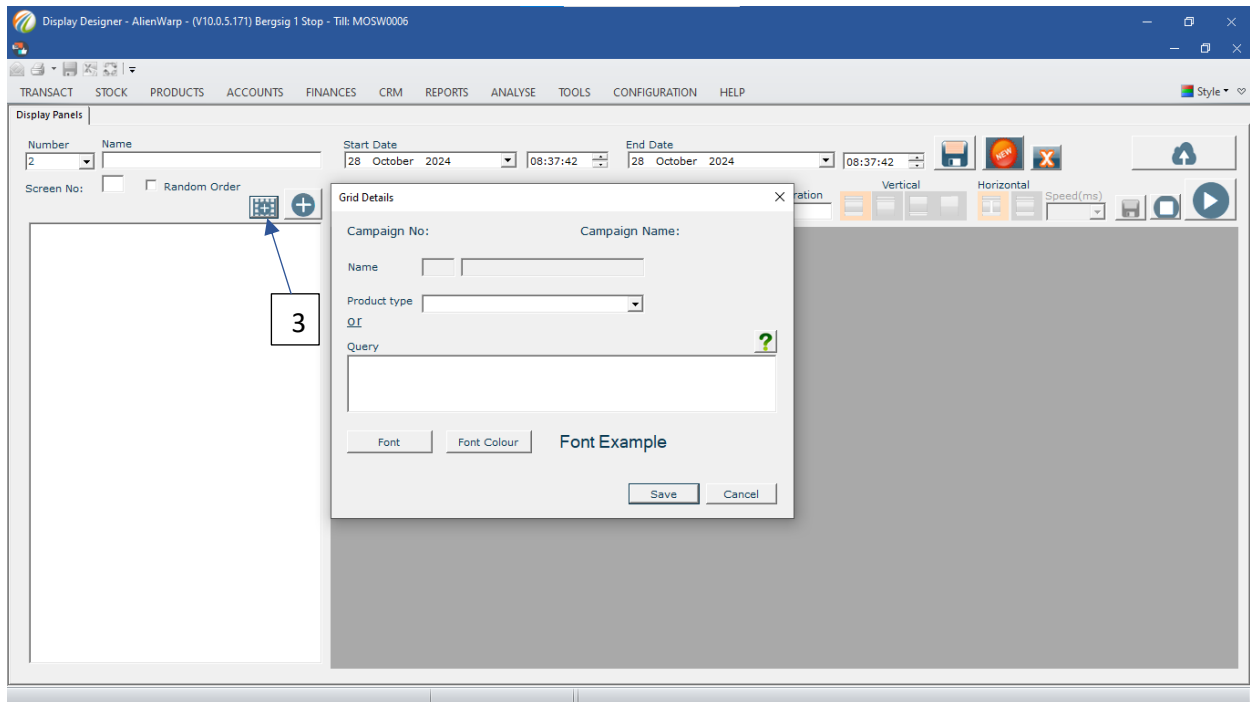 Display Designer - AlienWarp - (V10.0.5.171) Bergsig 1 Stop - Till: MOSW0006
TRANSACT STOCK PRODUCTS ACCOUNTS FINANCES CRM REPORTS ANALYSE TOOLS CONFIGURATION HELP Style
Display Panels
Number Name Start Date End Date
2 28 October 2024 08:37:42 28 October 2024 08:37:42 NEW X
Screen No: Random Order ration Vertical Horizontal Speed(ms)
Grid Details
Campaign No: Campaign Name:
Name
Product type
or
Query ?
3
Font Font Colour Font Example
Save Cancel